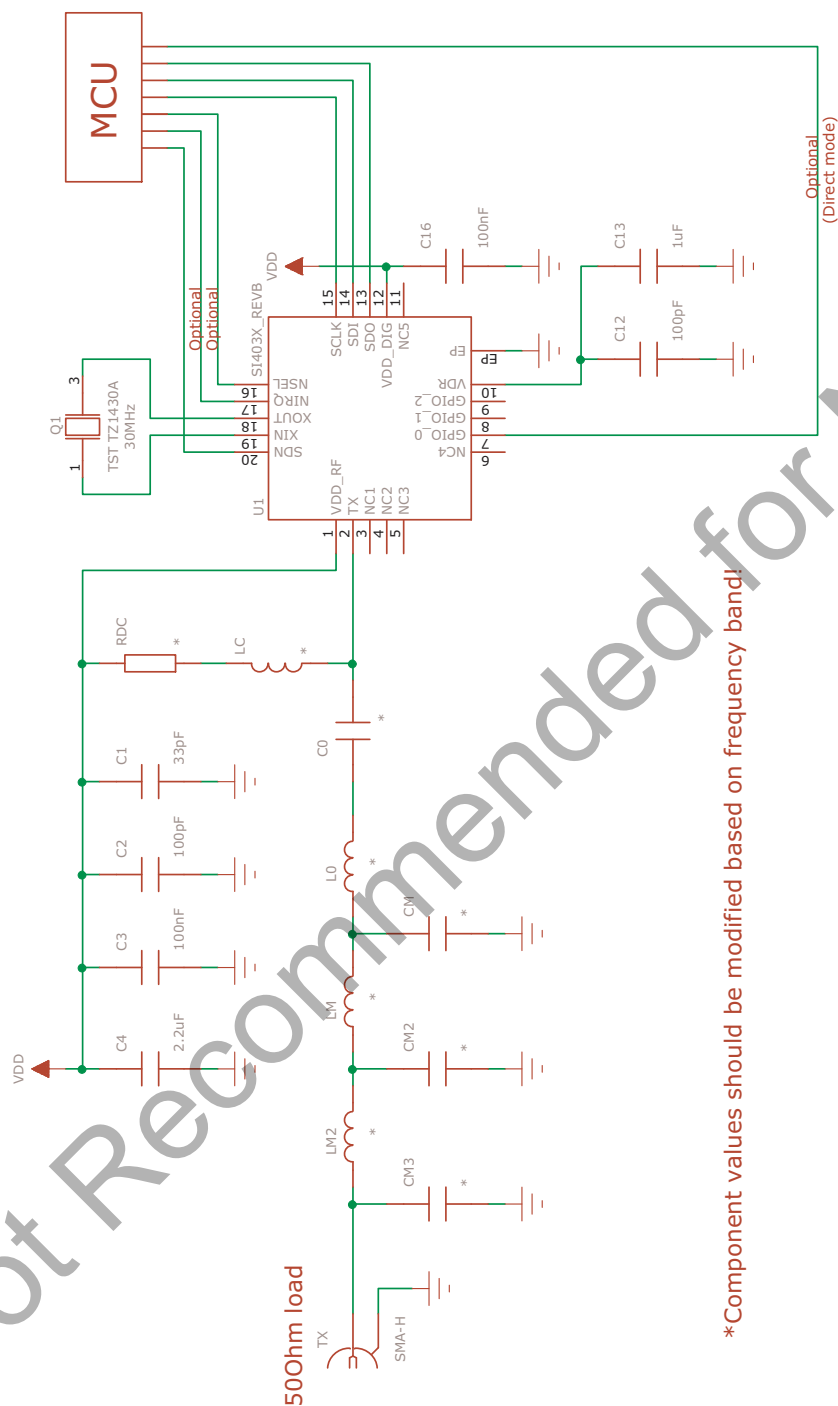 MCU
Optional
(Direct mode)
Optional
Optional
VDD
C16
100nF
C13
1uF
C12
100pF
SI403X_REVB
U1
SCLK
15
SDI
14
SDO
13
VDD_DIG
12
NC5
11
NSEL
16
NIRQ
17
XOUT
18
XIN
19
SDN
20
EP
EP
VDR
10
GPIO_2
9
GPIO_1
8
GPIO_0
7
NC4
6
1
VDD_RF
2
TX
3
NC1
4
NC2
5
NC3
Q1
1
3
TST TZ1430A
30MHz
RDC
*
LC
*
C0
*
L0
*
CM
*
LM
*
CM2
*
LM2
*
CM3
*
C1
33pF
C2
100pF
C3
100nF
C4
2.2uF
VDD
50Ohm load
TX
SMA-H
*Component values should be modified based on frequency band!
ot Recommended for